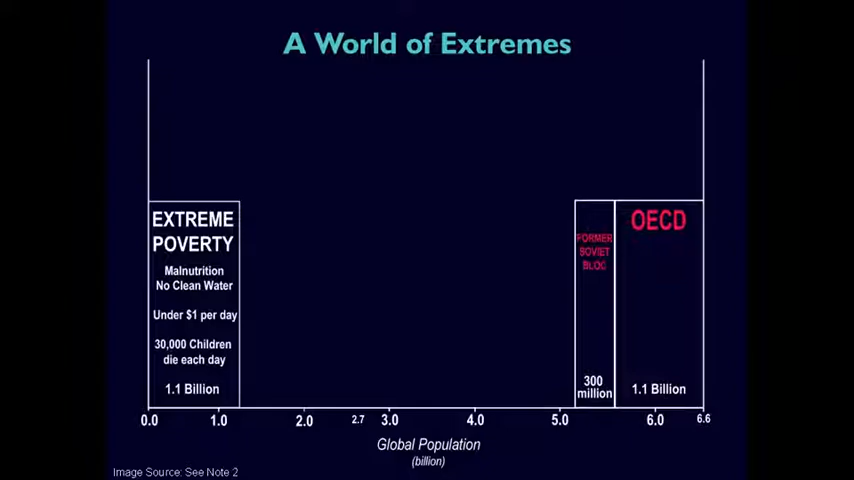 A World of Extremes
EXTREME
POVERTY
Malnutrition
No Clean Water
Under $1 per day
30,000 Children
die each day
1.1 Billion
FORMER
SOVIET
BLOC
300
million
OECD
1.1 Billion
0.0 1.0 2.0 2.7 3.0 4.0 5.0 6.0 6.6
Global Population
(billion)
Image Source: See Note 2